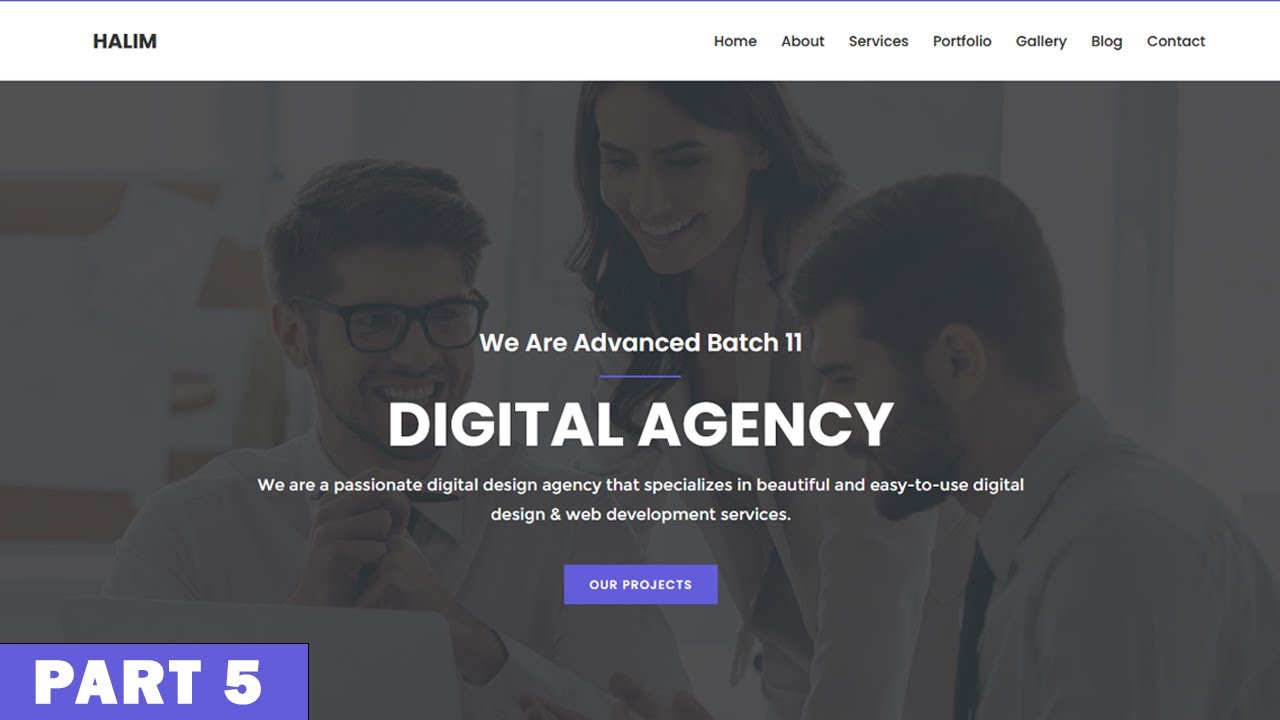 HALIM
Home About Services Portfolio Gallery Blog Contact
We Are Advanced Batch 11
DIGITAL AGENCY
We are a passionate digital design agency that specializes in beautiful and easy-to-use digital
design & web development services.
OUR PROJECTS
PART 5